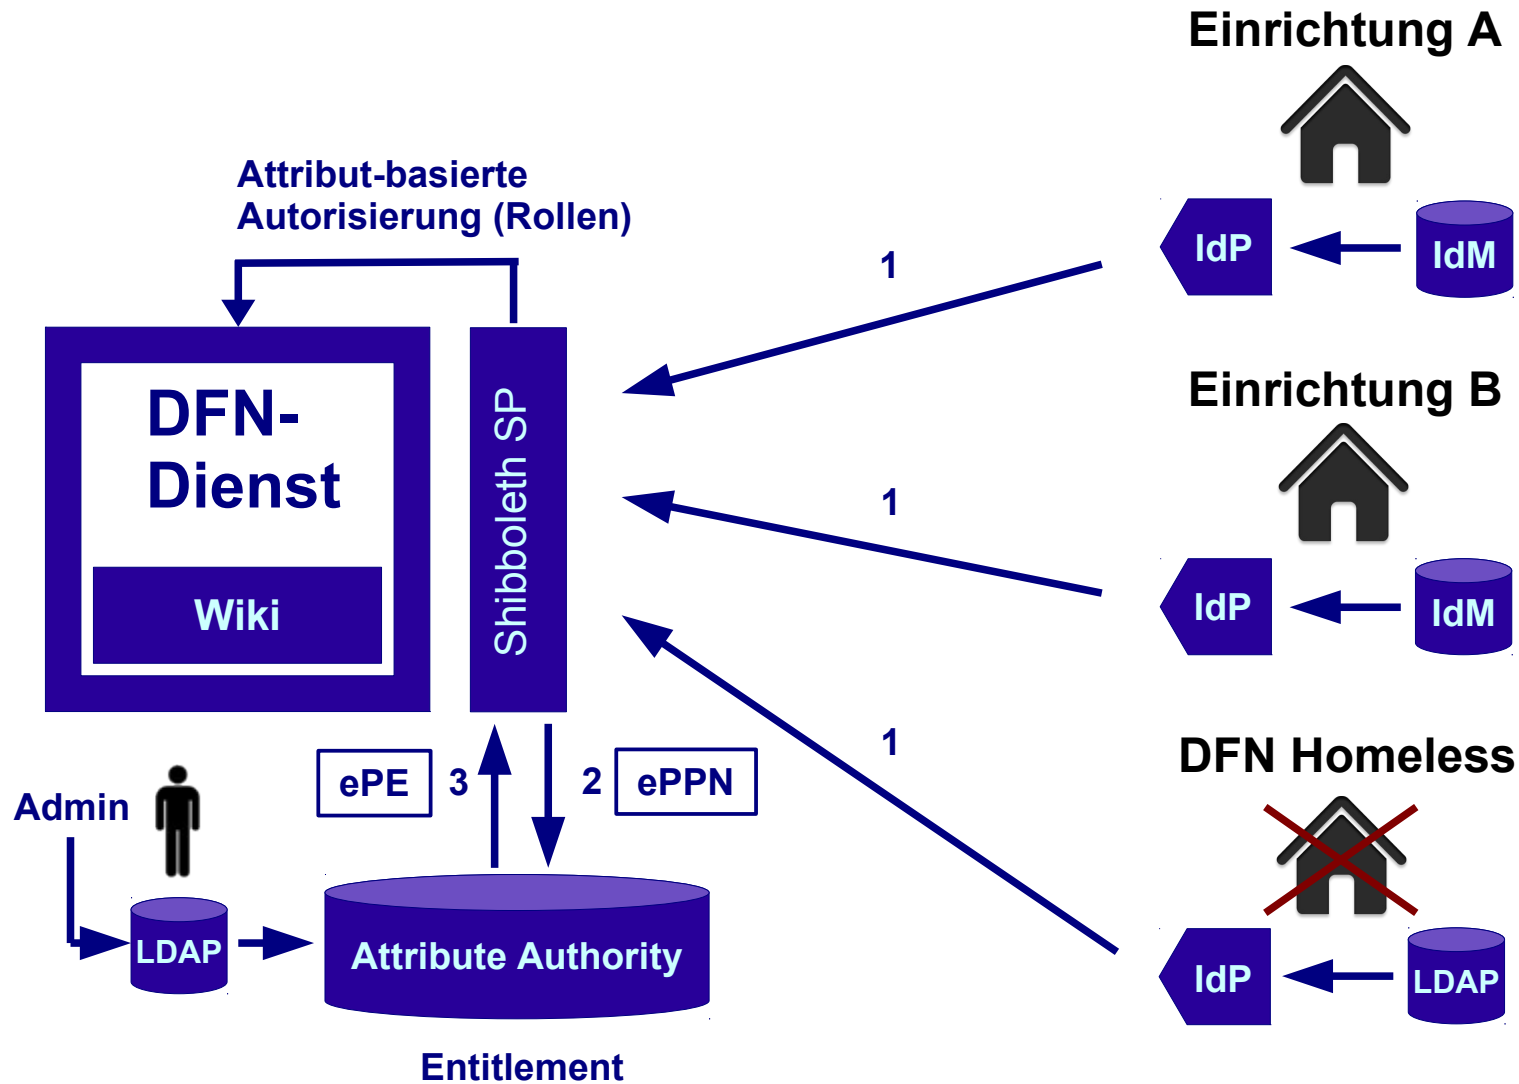 Einrichtung A
IdP
IdM
Attribut-basierte
Autorisierung (Rollen)
1
Einrichtung B
DFN-
Dienst
Wiki
Shibboleth SP
1
IdP
IdM
1
DFN Homeless
IdP
LDAP
ePE
3
2
ePPN
Admin
LDAP
Attribute Authority
Entitlement